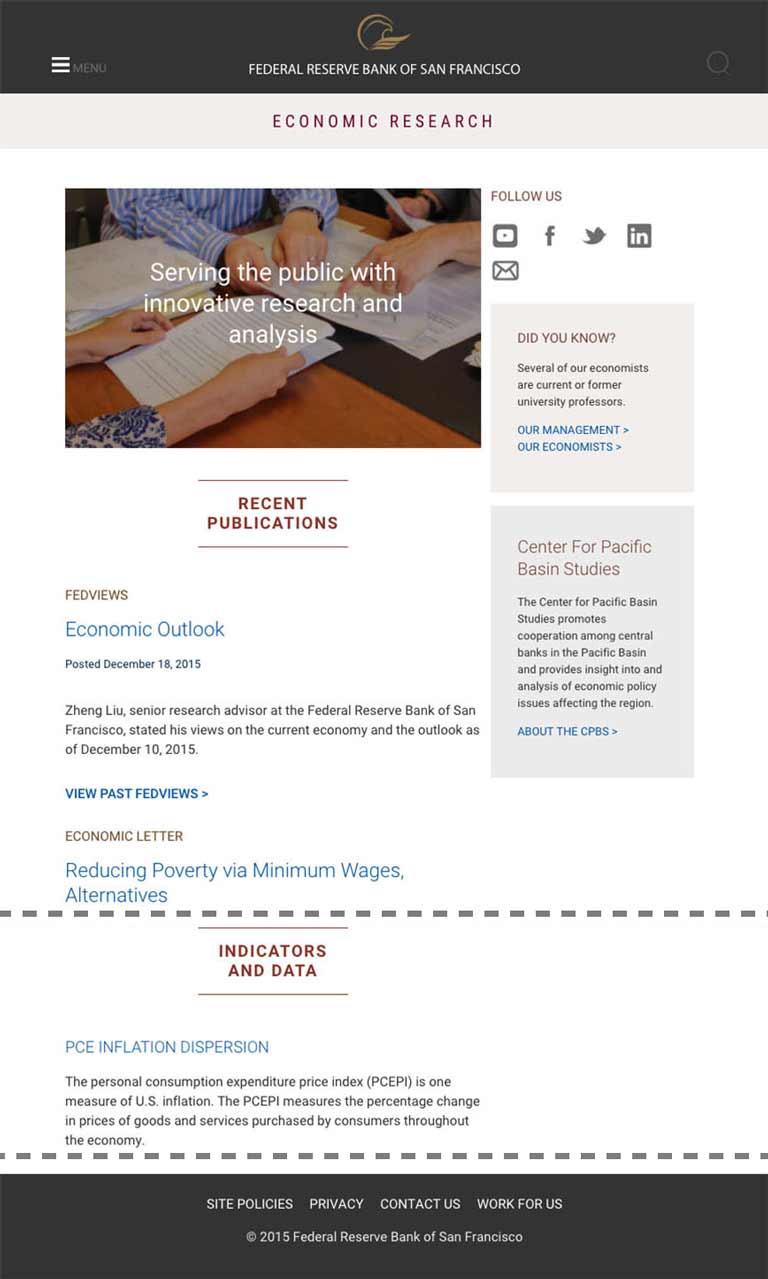 MENU
FEDERAL RESERVE BANK OF SAN FRANCISCO
ECONOMIC RESEARCH
Serving the public with
innovative research and
analysis
RECENT
PUBLICATIONS
FEDVIEWS
Economic Outlook
Posted December 18, 2015
Zheng Liu, senior research advisor at the Federal Reserve Bank of San
Francisco, stated his views on the current economy and the outlook as
of December 10, 2015.
VIEW PAST FEDVIEWS >
ECONOMIC LETTER
Reducing Poverty via Minimum Wages,
Alternatives
FOLLOW US
in
DID YOU KNOW?
Several of our economists
are current or former
university professors.
OUR MANAGEMENT >
OUR ECONOMISTS >
Center For Pacific
Basin Studies
The Center for Pacific Basin
Studies promotes
cooperation among central
banks in the Pacific Basin
and provides insight into and
analysis of economic policy
issues affecting the region.
ABOUT THE CPBS >
INDICATORS
AND DATA
PCE INFLATION DISPERSION
The personal consumption expenditure price index (PCEPI) is one
measure of U.S. inflation. The PCEPI measures the percentage change
in prices of goods and services purchased by consumers throughout
the economy.
SITE POLICIES PRIVACY CONTACT US WORK FOR US
© 2015 Federal Reserve Bank of San Francisco